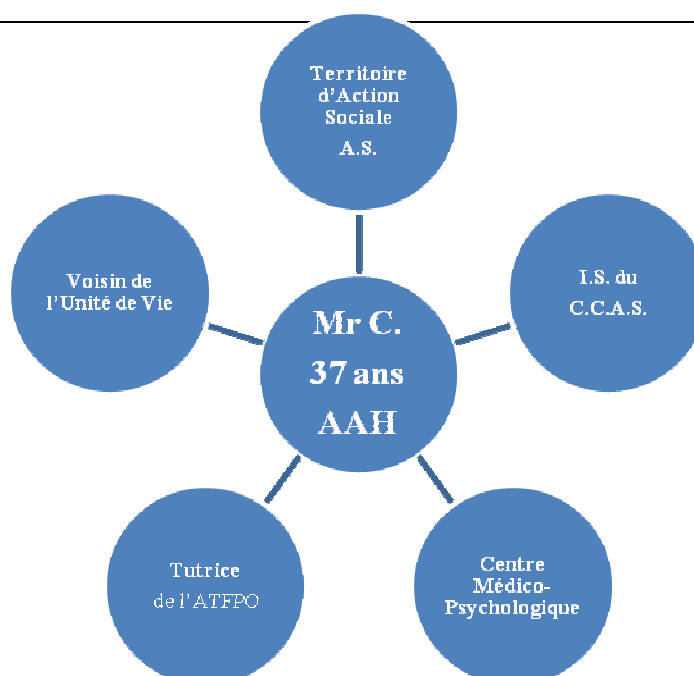 Territoire
d'Action
Sociale
A.S.
Voisin de
l'Unité de Vie
I.S. du
C.C.A.S.
Mr C.
37 ans
AAH
Tutrice
de l'ATFPO
Centre
Médico-
Psychologique